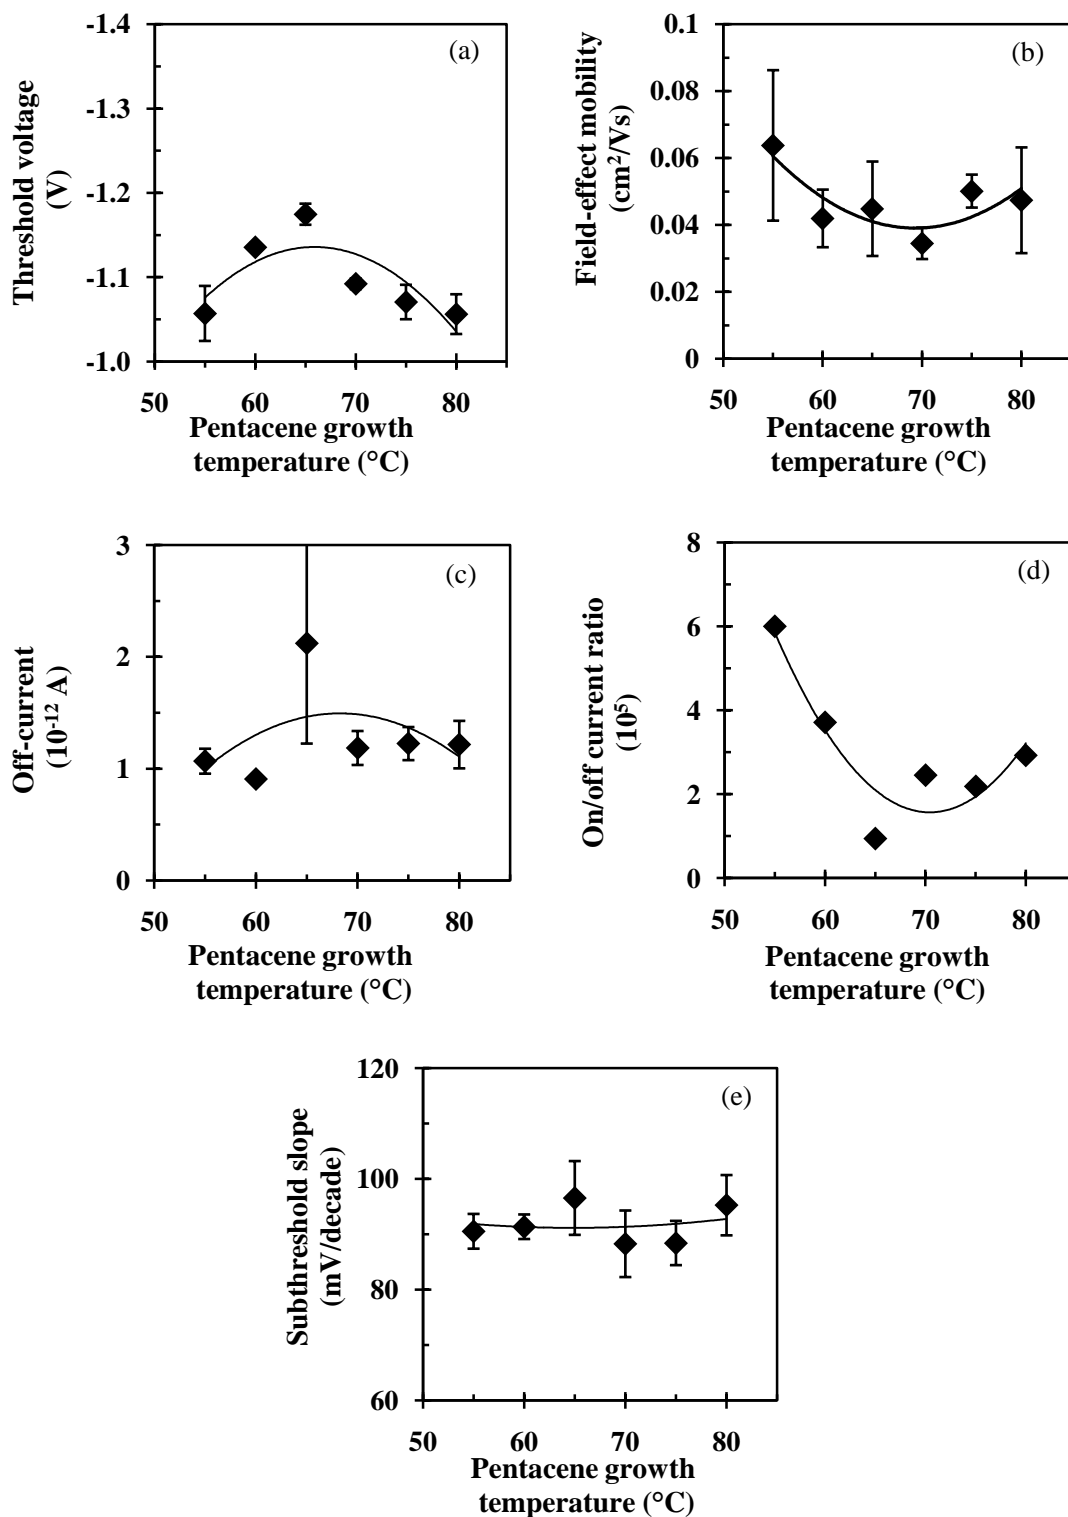 (a)
Threshold voltage
(V)
-1.4
-1.3
-1.2
-1.1
-1.0
50 60 70 80
Pentacene growth
temperature (°C)
(b)
Field-effect mobility
(cm²/Vs)
0.1
0.08
0.06
0.04
0.02
0
50 60 70 80
Pentacene growth
temperature (°C)
(c)
Off-current
(10⁻¹² A)
3
2
1
0
50 60 70 80
Pentacene growth
temperature (°C)
(d)
On/off current ratio
(10⁵)
8
6
4
2
0
50 60 70 80
Pentacene growth
temperature (°C)
(e)
Subthreshold slope
(mV/decade)
120
100
80
60
50 60 70 80
Pentacene growth
temperature (°C)